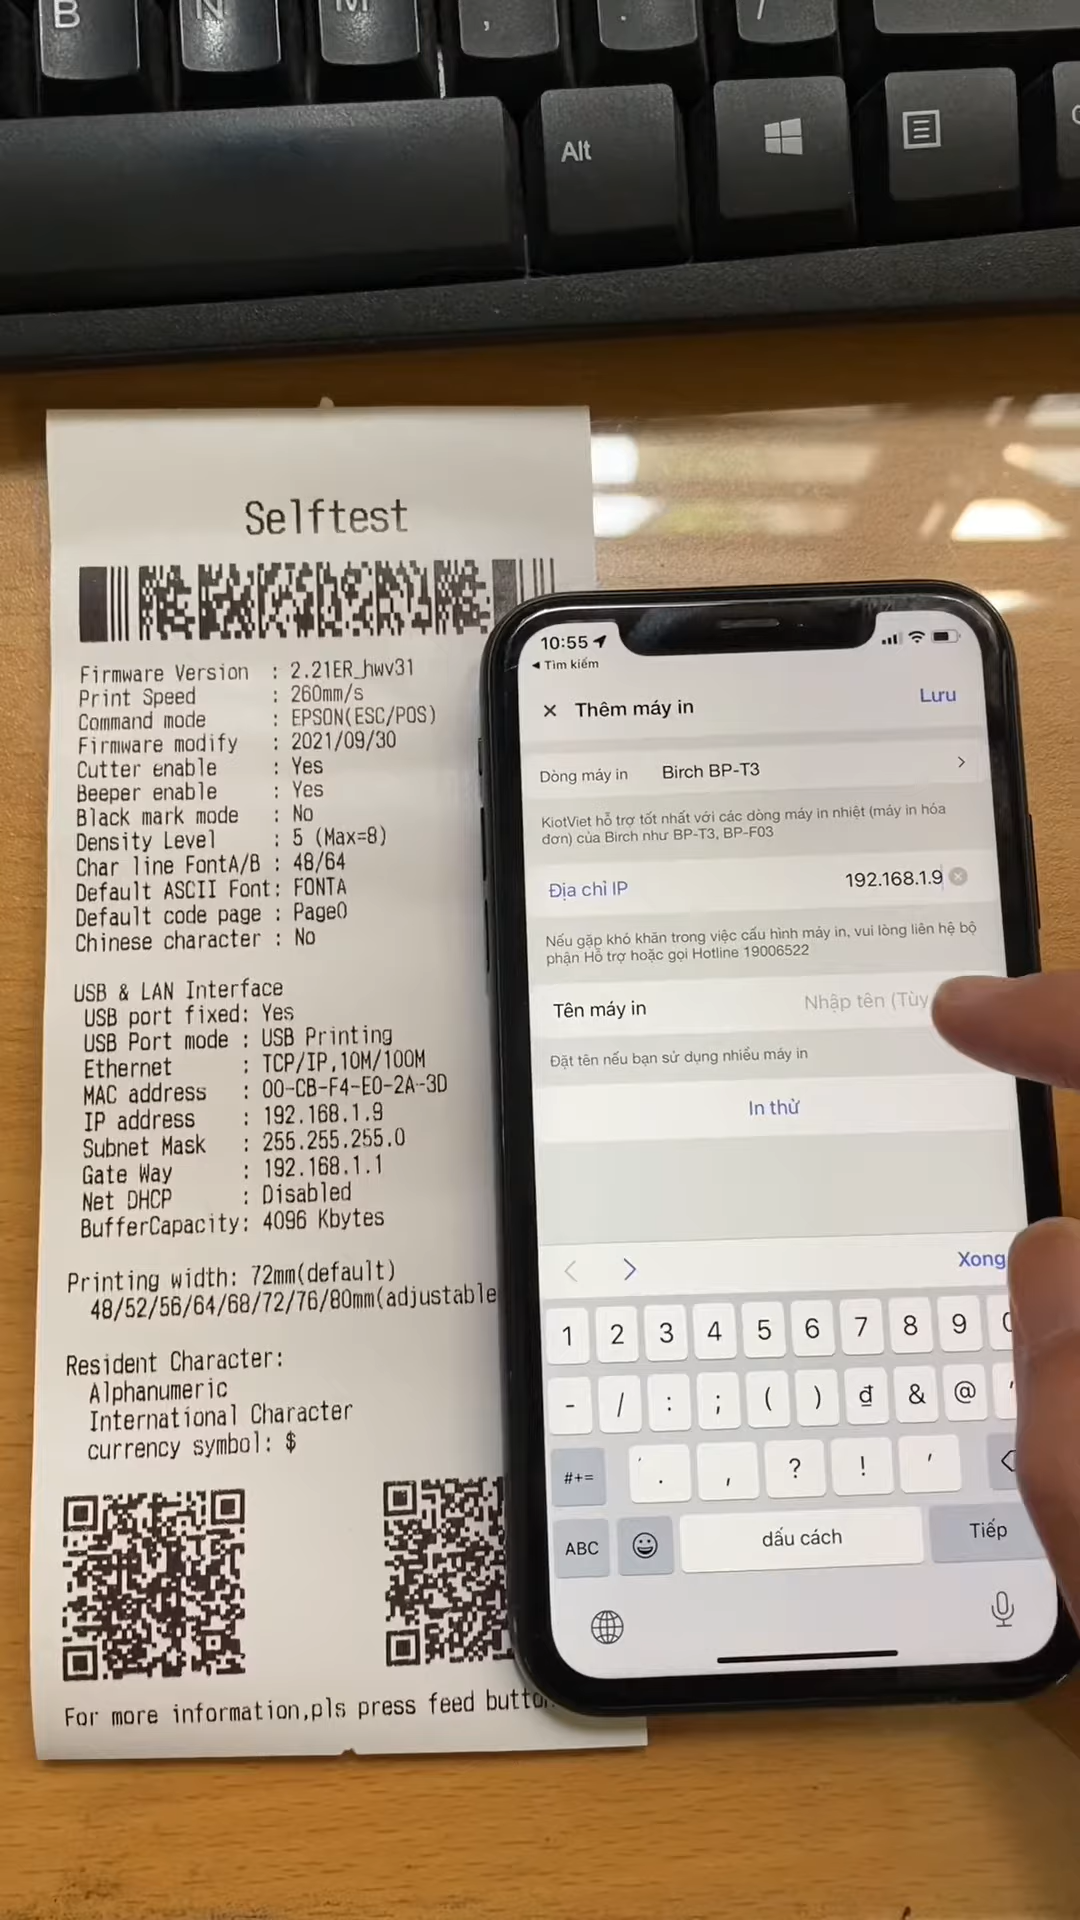 B N M , . /
Alt
Selftest
Firmware Version : 2.21ER_hwv31
Print Speed : 260mm/s
Command mode : EPSON(ESC/POS)
Firmware modify : 2021/09/30
Cutter enable : Yes
Beeper enable : Yes
Black mark mode : No
Density Level : 5 (Max=8)
Char line FontA/B : 48/64
Default ASCII Font: FONTA
Default code page : Page0
Chinese character : No
USB & LAN Interface
USB port fixed: Yes
USB Port mode : USB Printing
Ethernet : TCP/IP,10M/100M
MAC address : 00-CB-F4-E0-2A-3D
IP address : 192.168.1.9
Subnet Mask : 255.255.255.0
Gate Way : 192.168.1.1
Net DHCP : Disabled
BufferCapacity: 4096 Kbytes
Printing width: 72mm(default)
48/52/56/64/68/72/76/80mm(adjustable
Resident Character:
Alphanumeric
International Character
currency symbol: $
For more information,pls press feed button
10:55
Tìm kiếm
Thêm máy in
Lưu
Dòng máy in Birch BP-T3
KiotViet hỗ trợ tốt nhất với các dòng máy in nhiệt (máy in hóa
đơn) của Birch như BP-T3, BP-F03
Địa chỉ IP 192.168.1.9
Nếu gặp khó khăn trong việc cấu hình máy in, vui lòng liên hệ bộ
phận Hỗ trợ hoặc gọi Hotline 19006522
Tên máy in Nhập tên (Tùy
Đặt tên nếu bạn sử dụng nhiều máy in
In thử
Xong
1 2 3 4 5 6 7 8 9 0
- / : ; ( ) đ & @
#+= . , ? ! '
ABC dấu cách Tiếp